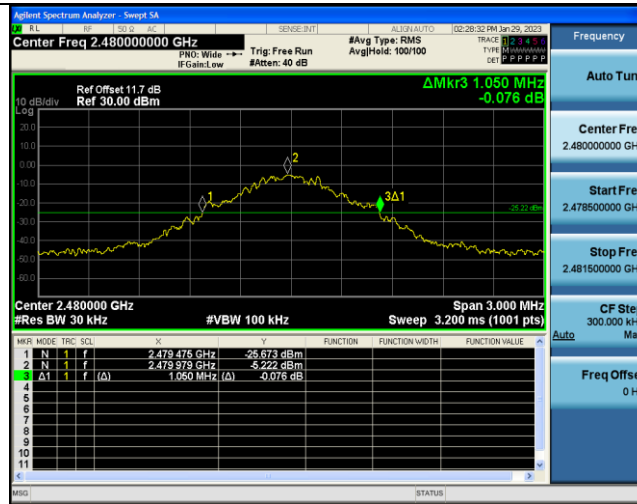 Agilent Spectrum Analyzer - Swept SA
RL RF 50 Ω AC SENSE:INT ALIGN AUTO 02:28:32 PM Jan 29, 2023
Center Freq 2.480000000 GHz
PNO: Wide
IFGain:Low
Trig: Free Run
#Atten: 40 dB
#Avg Type: RMS
Avg|Hold: 100/100
TRACE 1 2 3 4 5 6
TYPE M
DET P P P P P P
Frequency
Ref Offset 11.7 dB
Ref 30.00 dBm
10 dB/div
Log
ΔMkr3 1.050 MHz
-0.076 dB
20.0
10.0
0.00
-10.0
-20.0
-30.0
-40.0
-50.0
-60.0
1
2
3Δ1
-25.22 dBm
Center 2.480000 GHz Span 3.000 MHz
#Res BW 30 kHz #VBW 100 kHz Sweep 3.200 ms (1001 pts)
MKR MODE TRC SCL X Y FUNCTION FUNCTION WIDTH FUNCTION VALUE
1 N 1 f 2.479 475 GHz -25.673 dBm
2 N 1 f 2.479 979 GHz -5.222 dBm
3 Δ1 1 f (Δ) 1.050 MHz (Δ) -0.076 dB
4
5
6
7
8
9
10
11
MSG STATUS
Auto Tun
Center Fre
2.480000000 GH
Start Fre
2.478500000 GH
Stop Fre
2.481500000 GH
CF Ste
300.000 kH
Auto Ma
Freq Offse
0 H